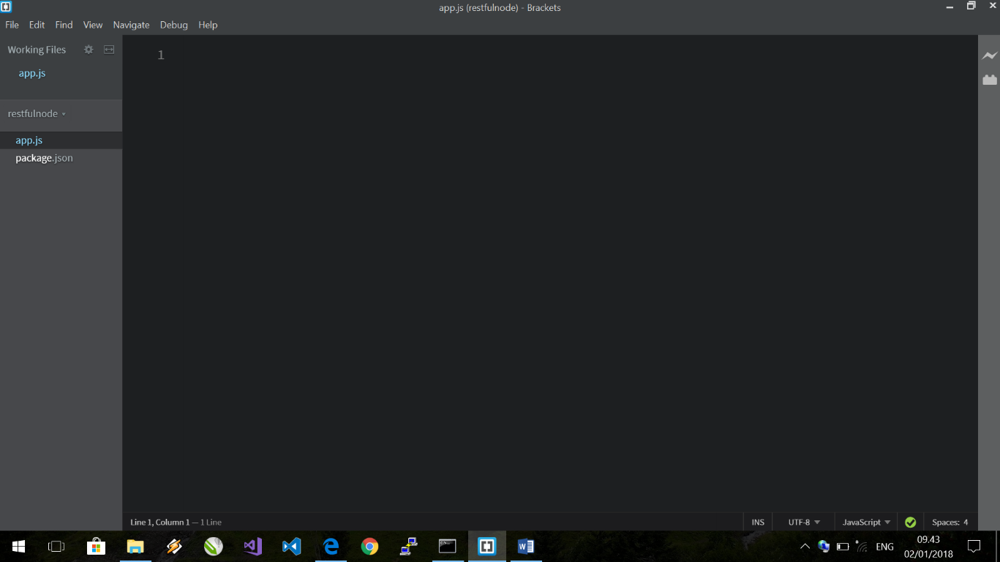 app.js (restfulnode) - Brackets
File Edit Find View Navigate Debug Help
Working Files
app.js
restfulnode
app.js
package.json
1
Line 1, Column 1 — 1 Line
INS UTF-8 JavaScript Spaces: 4
ENG
09.43
02/01/2018